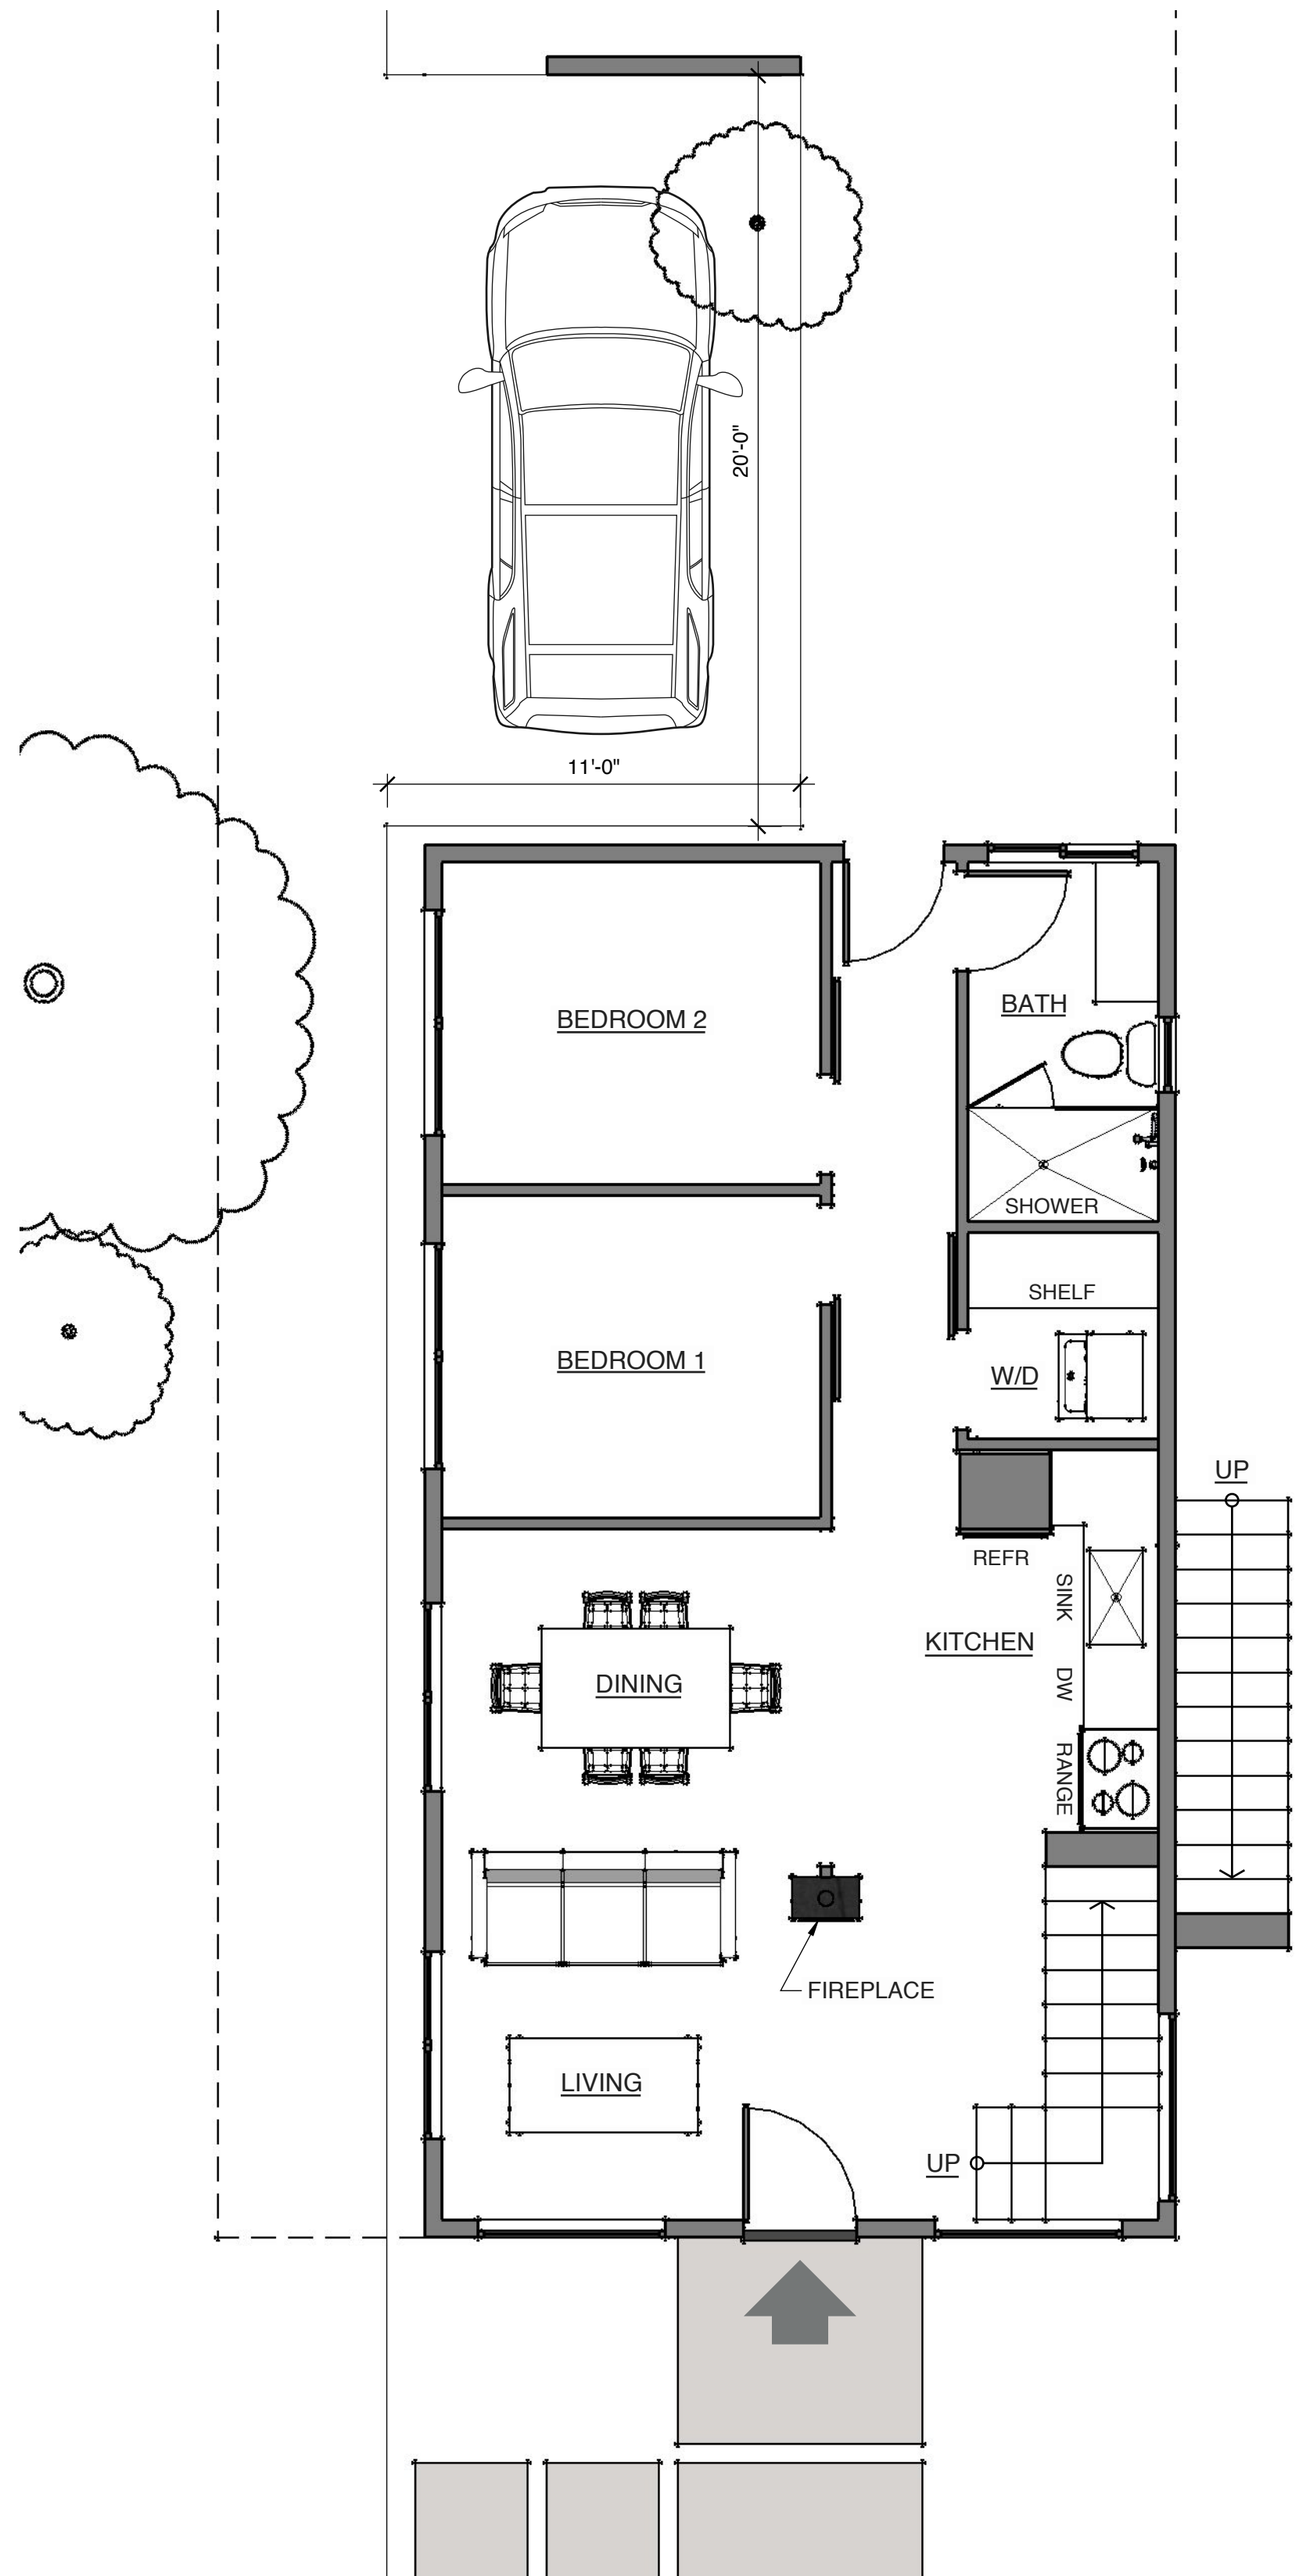 20'-0"
11'-0"
BEDROOM 2
BATH
SHOWER
SHELF
BEDROOM 1
W/D
UP
REFR
SINK
KITCHEN
DINING
DW
RANGE
FIREPLACE
LIVING
UP